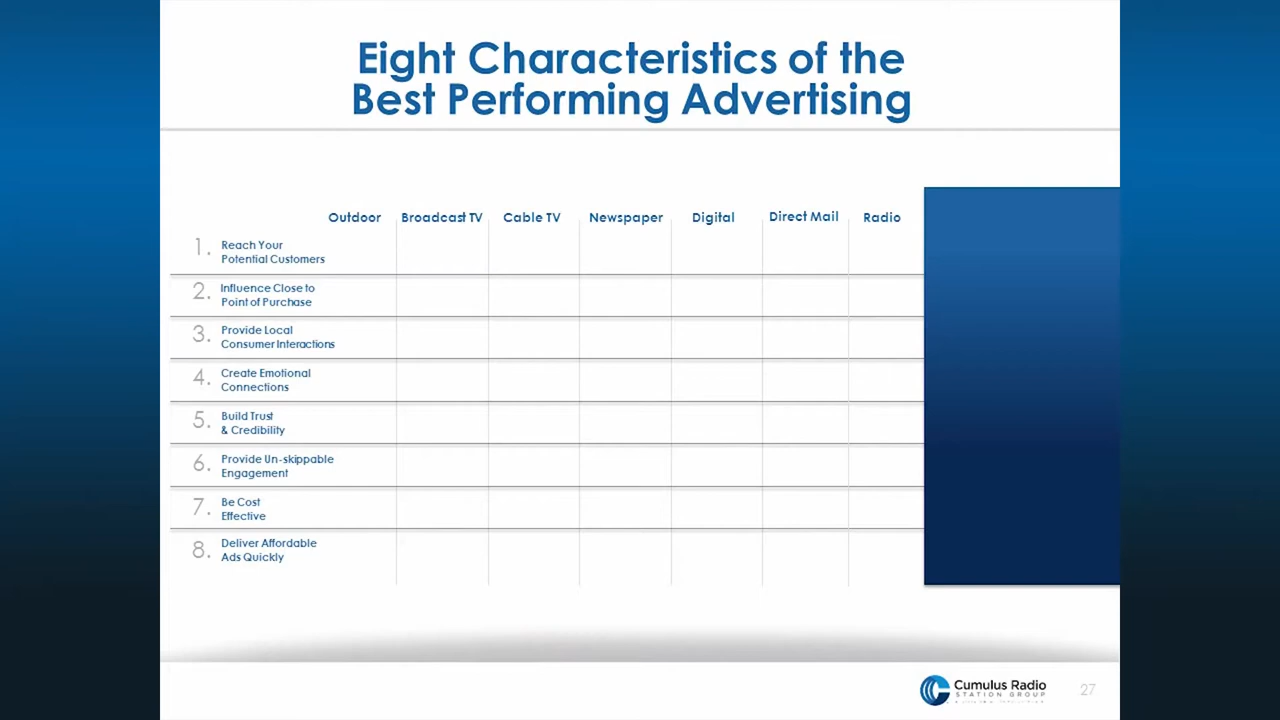 Eight Characteristics of the
Best Performing Advertising
Outdoor Broadcast TV Cable TV Newspaper Digital Direct Mail Radio
1. Reach Your
Potential Customers
2. Influence Close to
Point of Purchase
3. Provide Local
Consumer Interactions
4. Create Emotional
Connections
5. Build Trust
& Credibility
6. Provide Un-skippable
Engagement
7. Be Cost
Effective
8. Deliver Affordable
Ads Quickly
Cumulus Radio
STATION GROUP
27